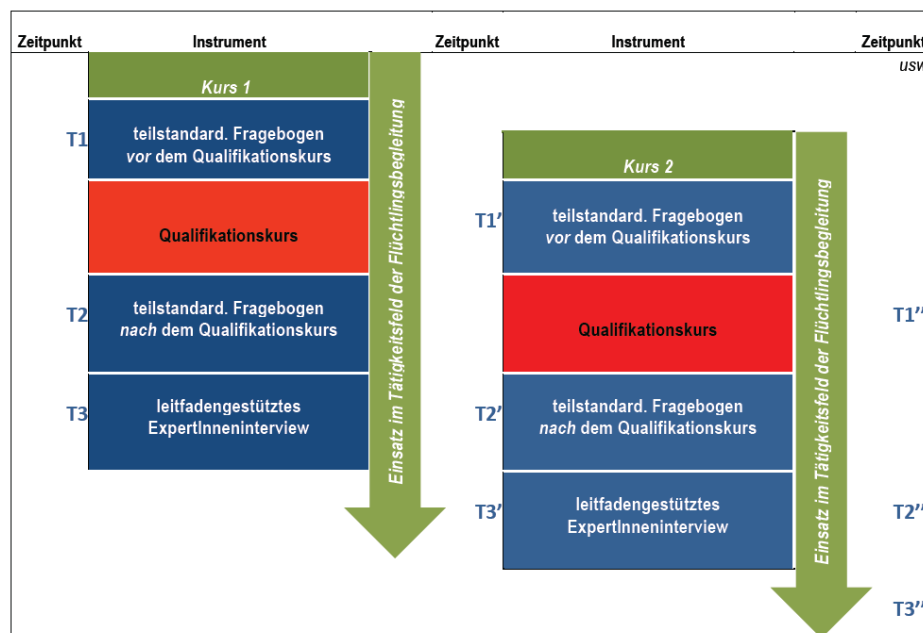 Zeitpunkt Instrument Zeitpunkt Instrument Zeitpunkt
usw
Kurs 1
T1
teilstandard. Fragebogen
vor dem Qualifikationskurs
Qualifikationskurs
T2
teilstandard. Fragebogen
nach dem Qualifikationskurs
T3
leitfadengestütztes
ExpertInneninterview
Einsatz im Tätigkeitsfeld der Flüchtlingsbegleitung
Kurs 2
T1'
teilstandard. Fragebogen
vor dem Qualifikationskurs
Qualifikationskurs
T2'
teilstandard. Fragebogen
nach dem Qualifikationskurs
T3'
leitfadengestütztes
ExpertInneninterview
Einsatz im Tätigkeitsfeld der Flüchtlingsbegleitung
T1''
T2''
T3''